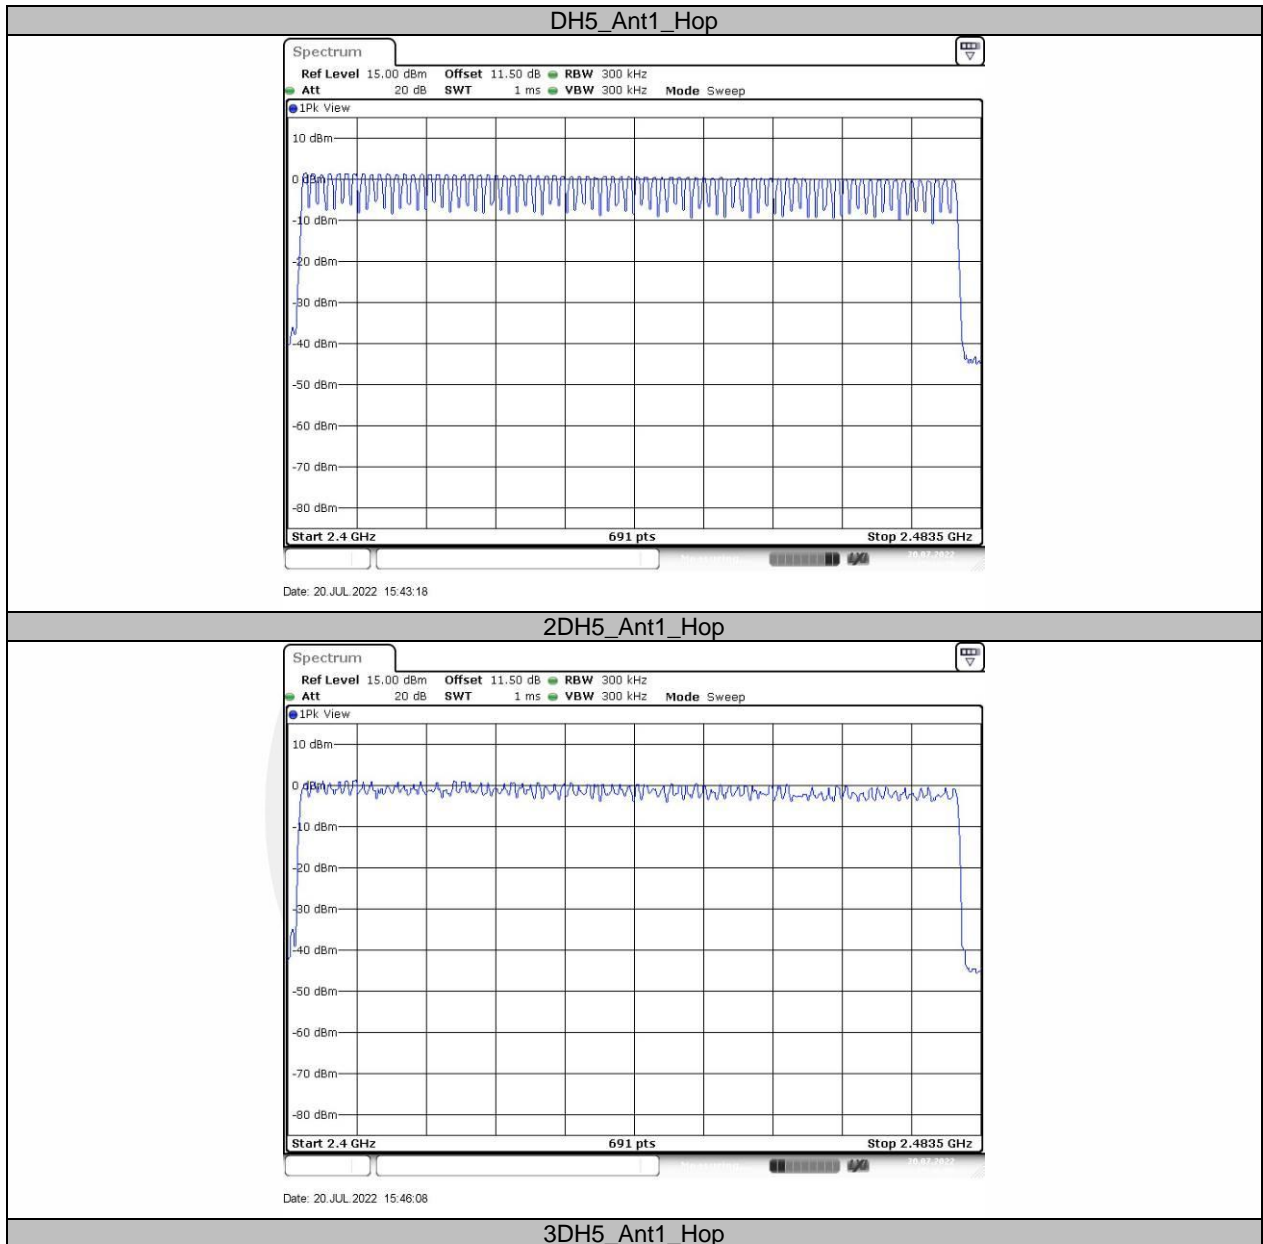 DH5_Ant1_Hop
Spectrum
Ref Level 15.00 dBm Offset 11.50 dB RBW 300 kHz
Att 20 dB SWT 1 ms VBW 300 kHz Mode Sweep
1Pk View
10 dBm
0 dBm
-10 dBm
-20 dBm
-30 dBm
-40 dBm
-50 dBm
-60 dBm
-70 dBm
-80 dBm
Start 2.4 GHz 691 pts Stop 2.4835 GHz
Date: 20.JUL.2022 15:43:18
2DH5_Ant1_Hop
Spectrum
Ref Level 15.00 dBm Offset 11.50 dB RBW 300 kHz
Att 20 dB SWT 1 ms VBW 300 kHz Mode Sweep
1Pk View
10 dBm
0 dBm
-10 dBm
-20 dBm
-30 dBm
-40 dBm
-50 dBm
-60 dBm
-70 dBm
-80 dBm
Start 2.4 GHz 691 pts Stop 2.4835 GHz
Date: 20.JUL.2022 15:46:08
3DH5_Ant1_Hop